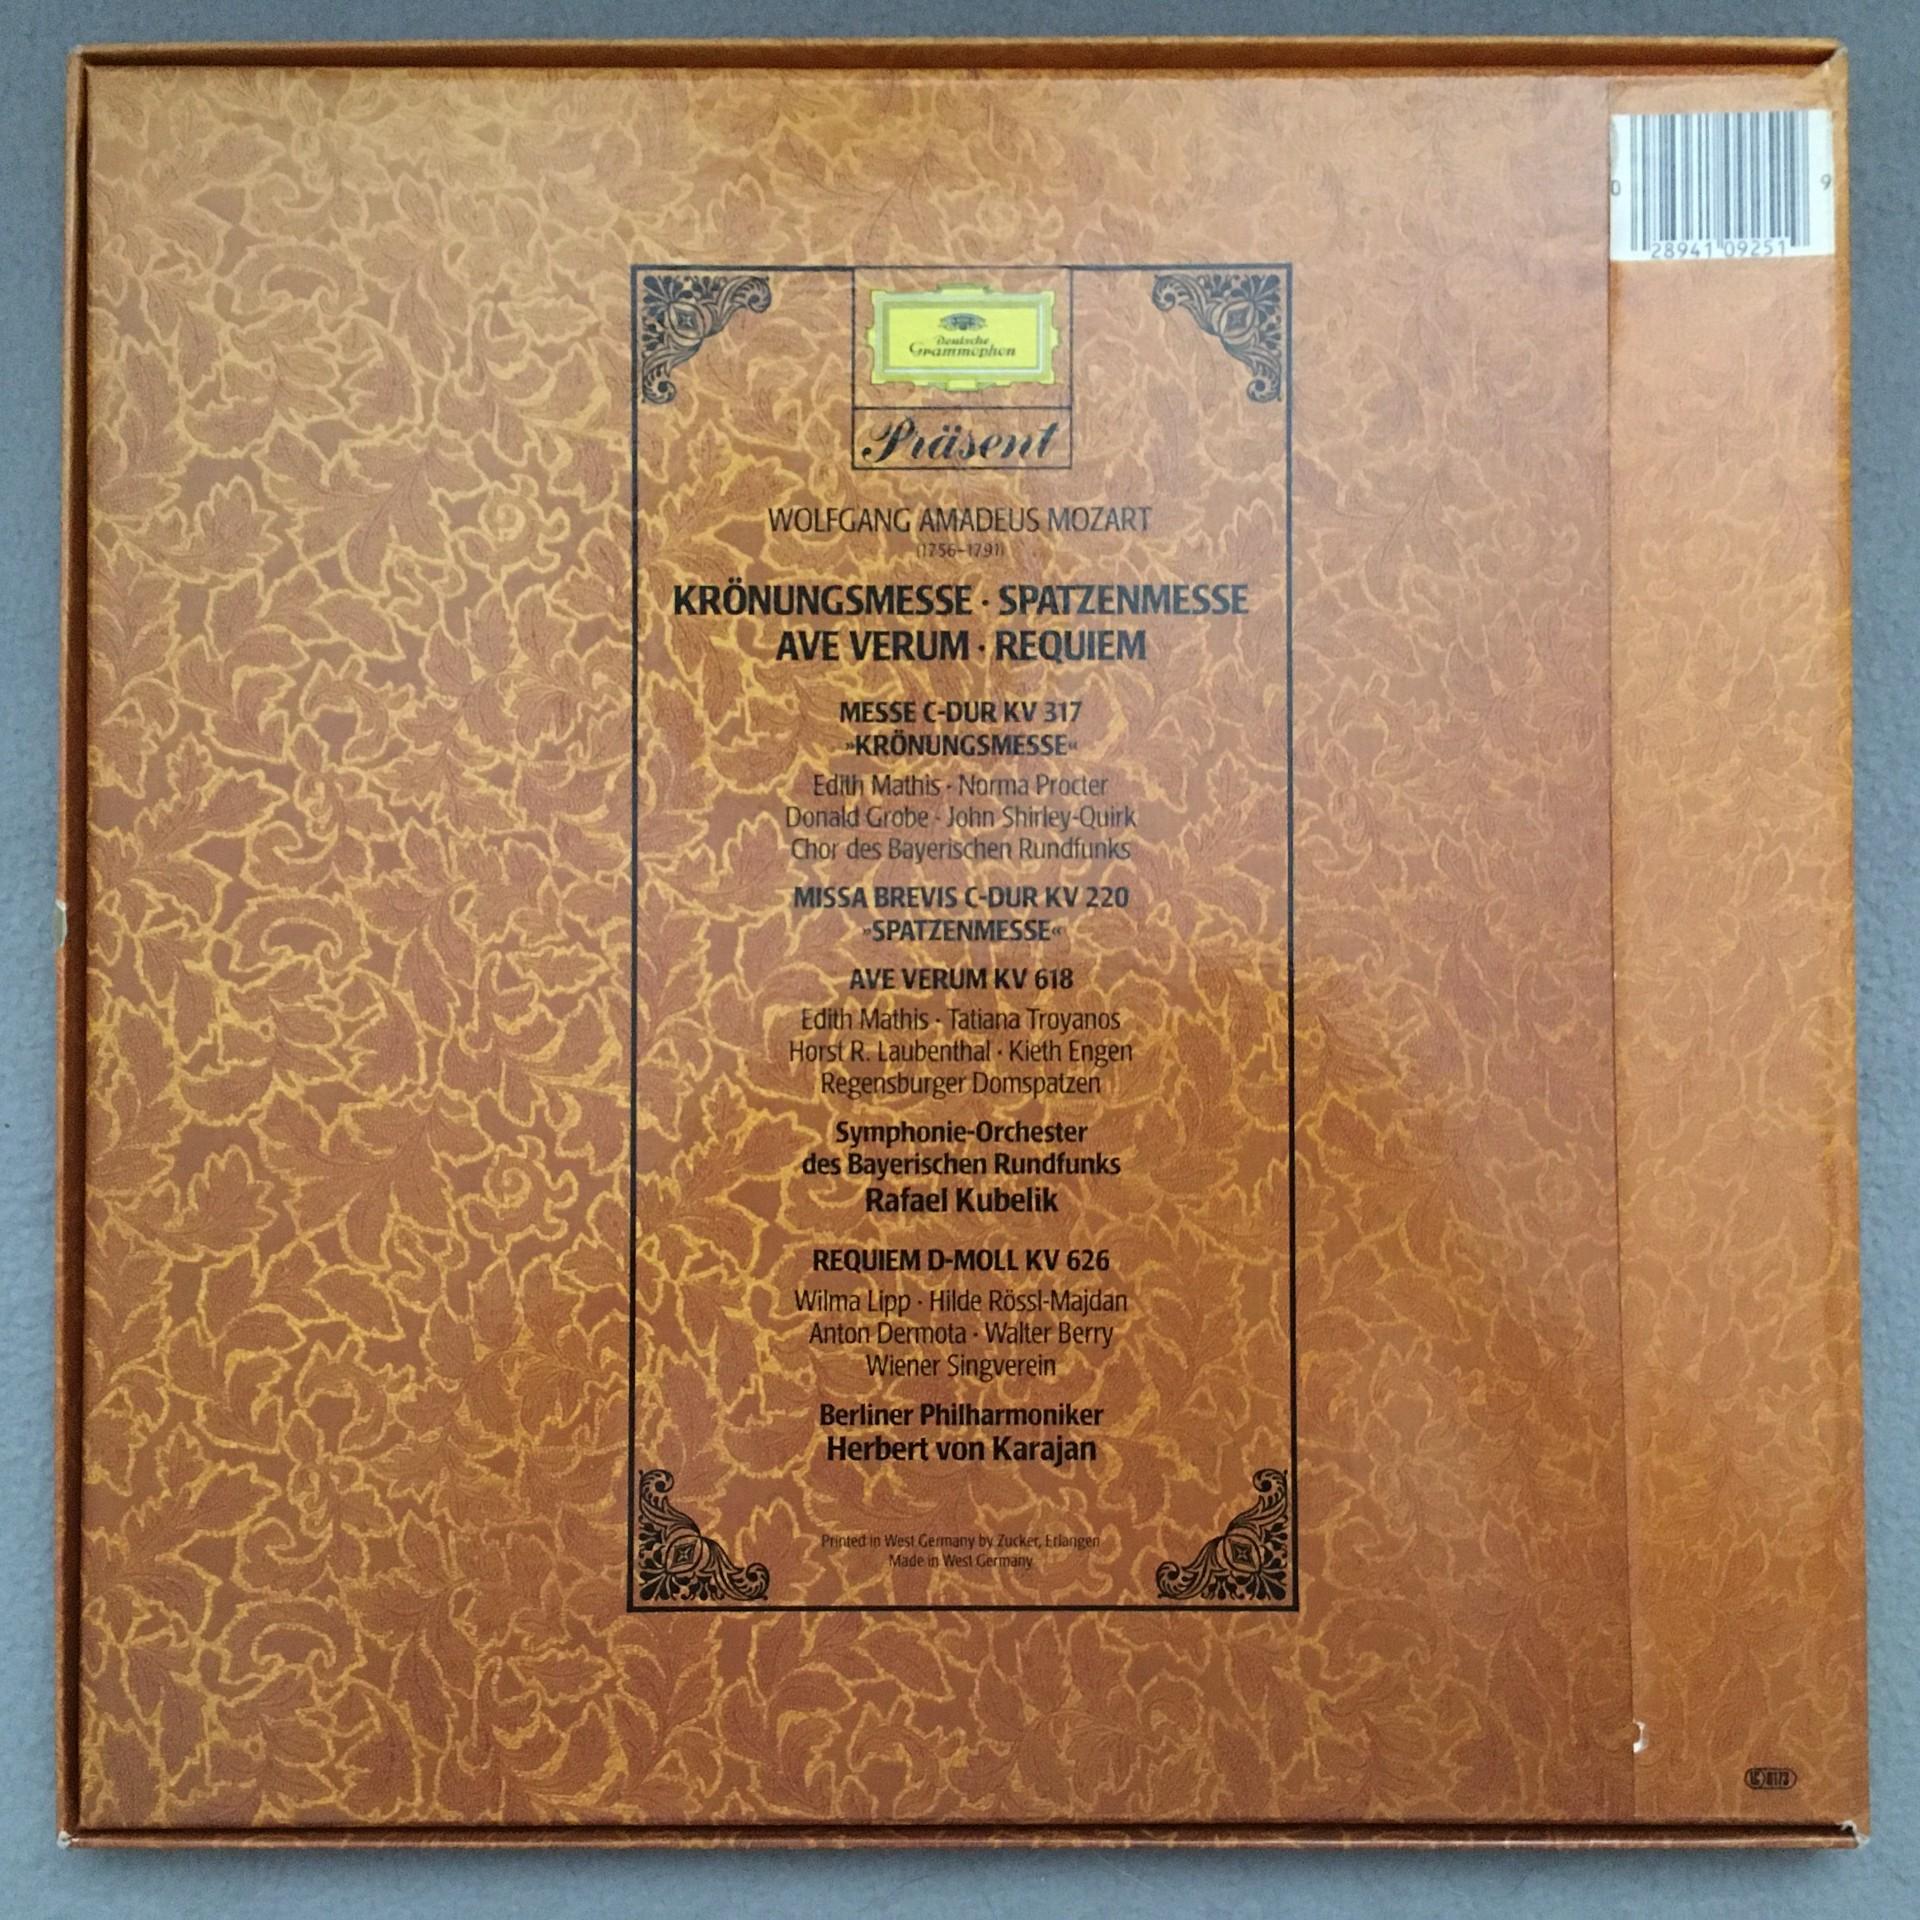 0 9
28941 09251
Deutsche
Grammophon
Präsent
WOLFGANG AMADEUS MOZART
(1756–1791)
KRÖNUNGSMESSE · SPATZENMESSE
AVE VERUM · REQUIEM
MESSE C-DUR KV 317
»KRÖNUNGSMESSE«
Edith Mathis · Norma Procter
Donald Grobe · John Shirley-Quirk
Chor des Bayerischen Rundfunks
MISSA BREVIS C-DUR KV 220
»SPATZENMESSE«
AVE VERUM KV 618
Edith Mathis · Tatiana Troyanos
Horst R. Laubenthal · Kieth Engen
Regensburger Domspatzen
Symphonie-Orchester
des Bayerischen Rundfunks
Rafael Kubelik
REQUIEM D-MOLL KV 626
Wilma Lipp · Hilde Rössl-Majdan
Anton Dermota · Walter Berry
Wiener Singverein
Berliner Philharmoniker
Herbert von Karajan
Printed in West Germany by Zucker, Erlangen
Made in West Germany
LC 0173